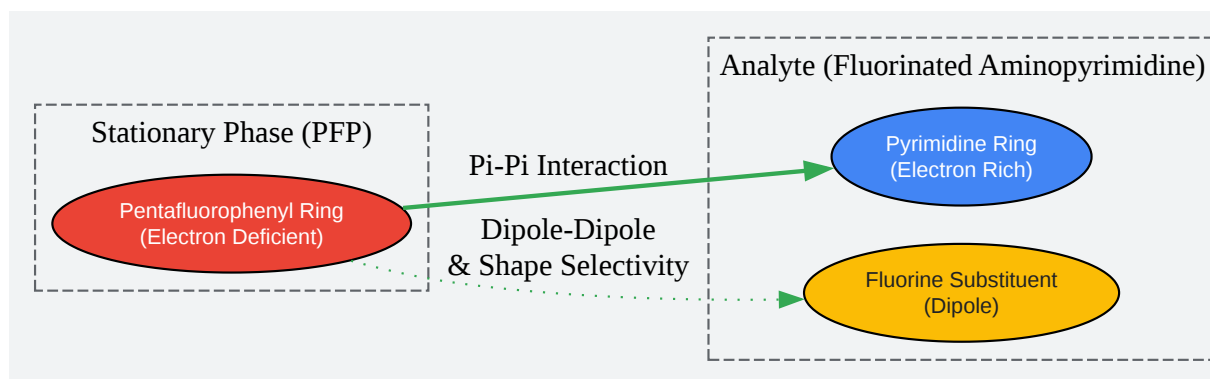 Analyte (Fluorinated Aminopyrimidine)
Stationary Phase (PFP)
Pi-Pi Interaction
Pyrimidine Ring
(Electron Rich)
Pentafluorophenyl Ring
(Electron Deficient)
Dipole-Dipole
& Shape Selectivity
Fluorine Substituent
(Dipole)